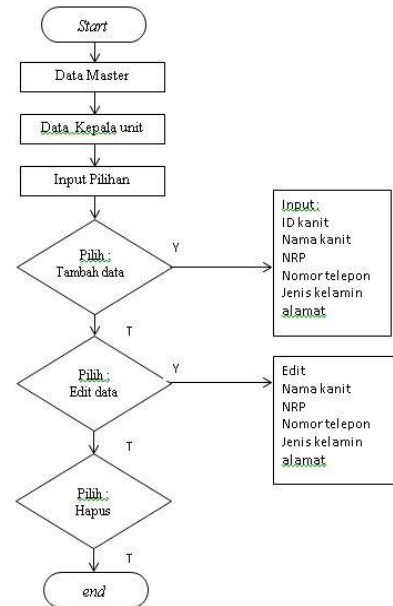 Start
Data Master
Data Kepala unit
Input Pilihan
Pilih :
Tambah data
Y
Input :
ID kanit
Nama kanit
NRP
Nomor telepon
Jenis kelamin
alamat
T
Pilih :
Edit data
Y
Edit
Nama kanit
NRP
Nomor telepon
Jenis kelamin
alamat
T
Pilih :
Hapus
T
end